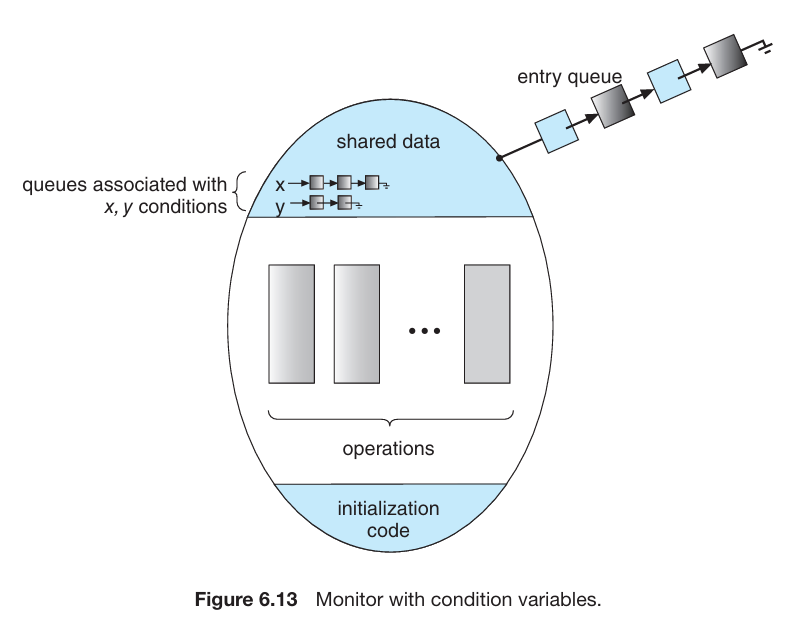 entry queue
shared data
queues associated with
x, y conditions
x
y
operations
initialization
code
Figure 6.13 Monitor with condition variables.